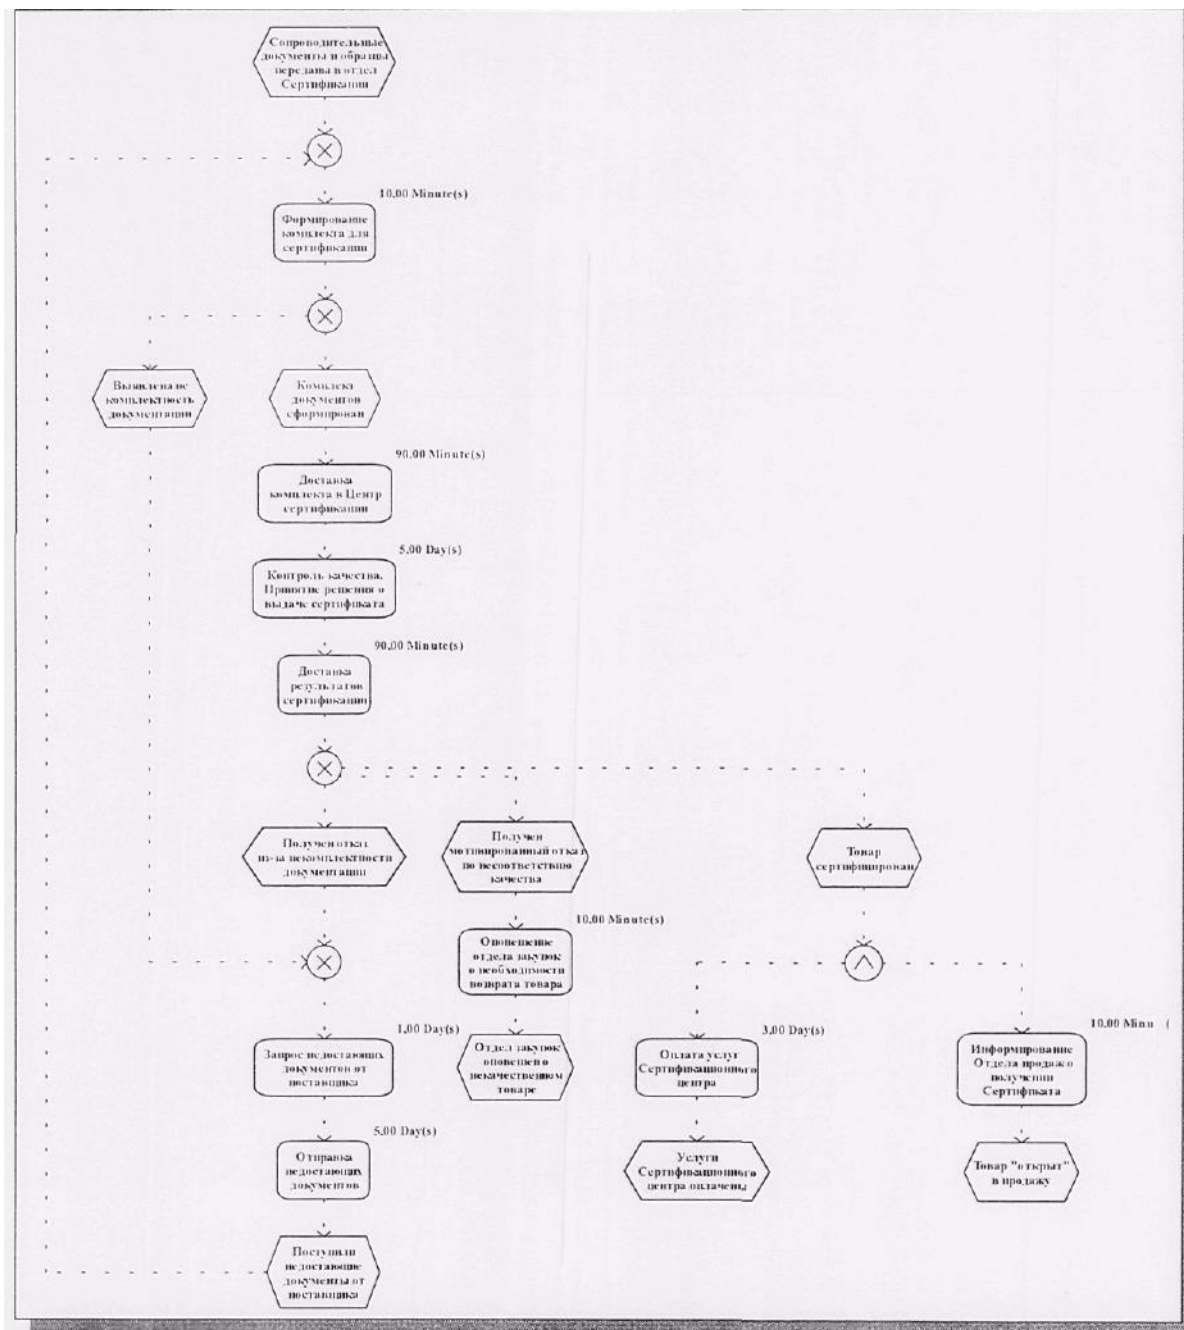 Сопроводительные
документы и образцы
переданы в отдел
Сертификации
10,00 Minute(s)
Формирование
комплекта для
сертификации
Выявлена не
комплектность
документации
Комплект
документов
сформирован
90,00 Minute(s)
Доставка
комплекта в Центр
сертификации
5,00 Day(s)
Контроль качества.
Принятие решения о
выдаче сертификата
90,00 Minute(s)
Доставка
результатов
сертификации
Получен отказ
из-за некомплектности
документации
Получен
мотивированный отказ
по несоответствию
качества
Товар
сертифицирован
10,00 Minute(s)
Оповещение
отдела закупок
о необходимости
возврата товара
1,00 Day(s)
Запрос недостающих
документов от
поставщика
Отдел закупок
оповещен о
некачественном
товаре
3,00 Day(s)
Оплата услуг
Сертификационного
центра
10,00 Minu (
Информирование
Отдела продаж о
получении
Сертификата
5,00 Day(s)
Отправка
недостающих
документов
Услуги
Сертификационного
центра оплачены
Товар "открыт"
в продажу
Поступили
недостающие
документы от
поставщика